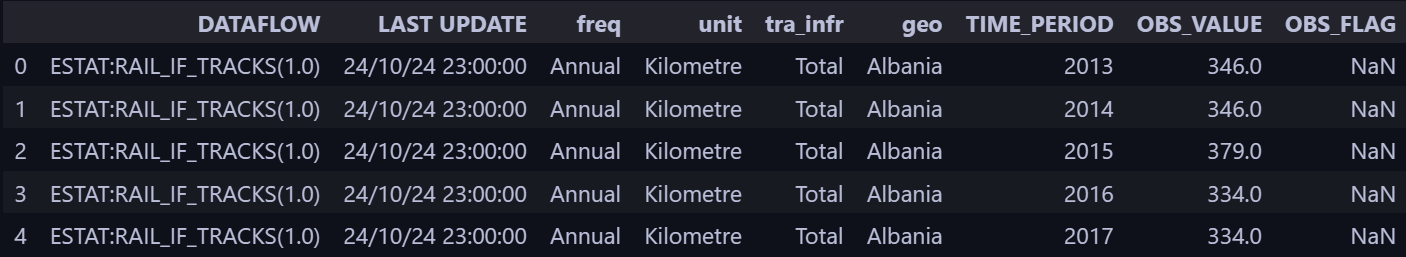 DATAFLOW LAST UPDATE freq unit tra_infr geo TIME_PERIOD OBS_VALUE OBS_FLAG
0 ESTAT:RAIL_IF_TRACKS(1.0) 24/10/24 23:00:00 Annual Kilometre Total Albania 2013 346.0 NaN
1 ESTAT:RAIL_IF_TRACKS(1.0) 24/10/24 23:00:00 Annual Kilometre Total Albania 2014 346.0 NaN
2 ESTAT:RAIL_IF_TRACKS(1.0) 24/10/24 23:00:00 Annual Kilometre Total Albania 2015 379.0 NaN
3 ESTAT:RAIL_IF_TRACKS(1.0) 24/10/24 23:00:00 Annual Kilometre Total Albania 2016 334.0 NaN
4 ESTAT:RAIL_IF_TRACKS(1.0) 24/10/24 23:00:00 Annual Kilometre Total Albania 2017 334.0 NaN